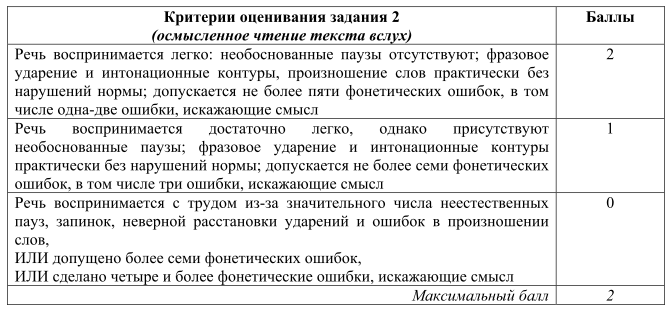 Критерии оценивания задания 2
(осмысленное чтение текста вслух)
Баллы
Речь воспринимается легко: необоснованные паузы отсутствуют; фразовое
ударение и интонационные контуры, произношение слов практически без
нарушений нормы; допускается не более пяти фонетических ошибок, в том
числе одна-две ошибки, искажающие смысл
2
Речь воспринимается достаточно легко, однако присутствуют
необоснованные паузы; фразовое ударение и интонационные контуры
практически без нарушений нормы; допускается не более семи фонетических
ошибок, в том числе три ошибки, искажающие смысл
1
Речь воспринимается с трудом из-за значительного числа неестественных
пауз, запинок, неверной расстановки ударений и ошибок в произношении
слов,
ИЛИ допущено более семи фонетических ошибок,
ИЛИ сделано четыре и более фонетические ошибки, искажающие смысл
0
Максимальный балл
2